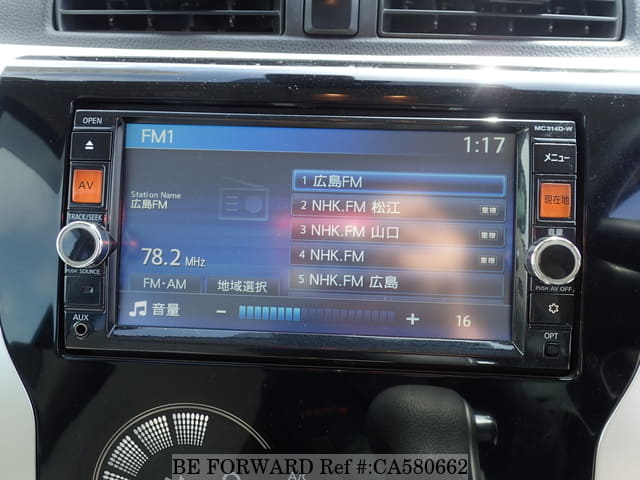 OPEN
MC314D-W
FM1
1:17
メニュー
AV
Station Name
広島FM
1 広島FM
現在地
2 NHK.FM 松江
3 NHK.FM 山口
TRACK/SEEK
音量
78.2 MHz
4 NHK.FM
PUSH SOURCE
FM・AM
地域選択
5 NHK.FM 広島
PUSH AV OFF
音量
−
+
16
AUX
OPT
A/C
BE FORWARD Ref #:CA580662